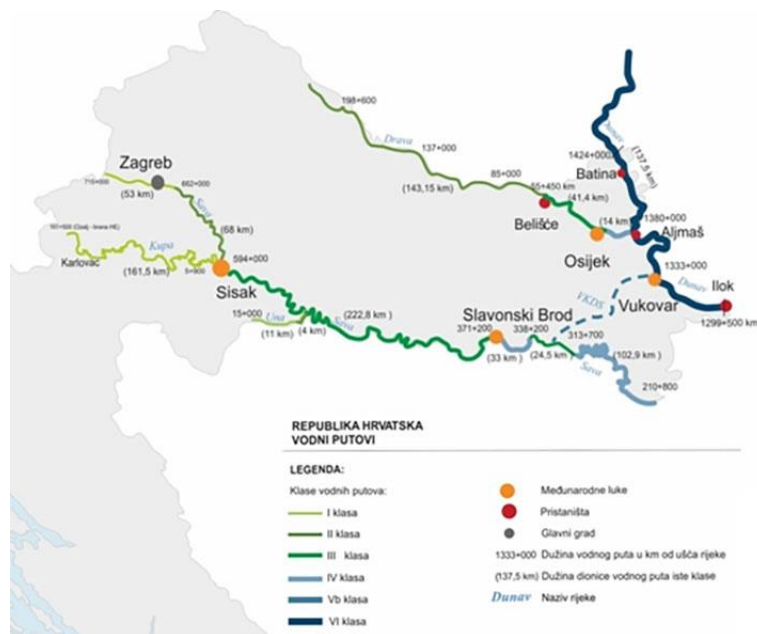 198+600
Drava
137+000
Dunav
(137,5 km)
1424+000
Zagreb
85+000
Batina
716+000
662+000
(53 km)
(143,15 km)
55+450 km
(41,4 km)
Sava
Belišće
(14 km)
1380+000
Aljmaš
(68 km)
Osijek
Kupa
594+000
Karlovac
(161,5 km)
5+900
1333+000
Dunav
Ilok
Sisak
VKDS
Vukovar
15+000
Una
(222,8 km)
Slavonski Brod
1299+500 km
(11 km)
(4 km)
Sava
371+200
338+200
313+700
(33 km )
(24,5 km )
(102,9 km )
Sava
210+800
REPUBLIKA HRVATSKA
VODNI PUTOVI
LEGENDA:
Klase vodnih putova:
I klasa
II klasa
III klasa
IV klasa
Vb klasa
VI klasa
Međunarodne luke
Pristaništa
Glavni grad
1333+000 Dužina vodnog puta u km od ušća rijeke
(137,5 km) Dužina dionice vodnog puta iste klase
Dunav Naziv rijeke